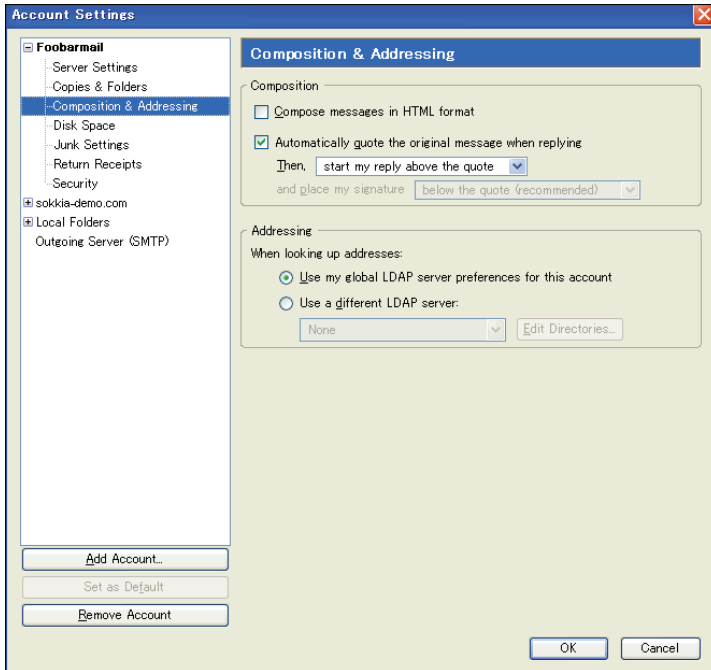 Account Settings
Foobarmail
Server Settings
Copies & Folders
Composition & Addressing
Disk Space
Junk Settings
Return Receipts
Security
sokkia-demo.com
Local Folders
Outgoing Server (SMTP)
Add Account...
Set as Default
Remove Account
Composition & Addressing
Composition
Compose messages in HTML format
Automatically quote the original message when replying
Then, start my reply above the quote
and place my signature below the quote (recommended)
Addressing
When looking up addresses:
Use my global LDAP server preferences for this account
Use a different LDAP server:
None Edit Directories...
OK Cancel